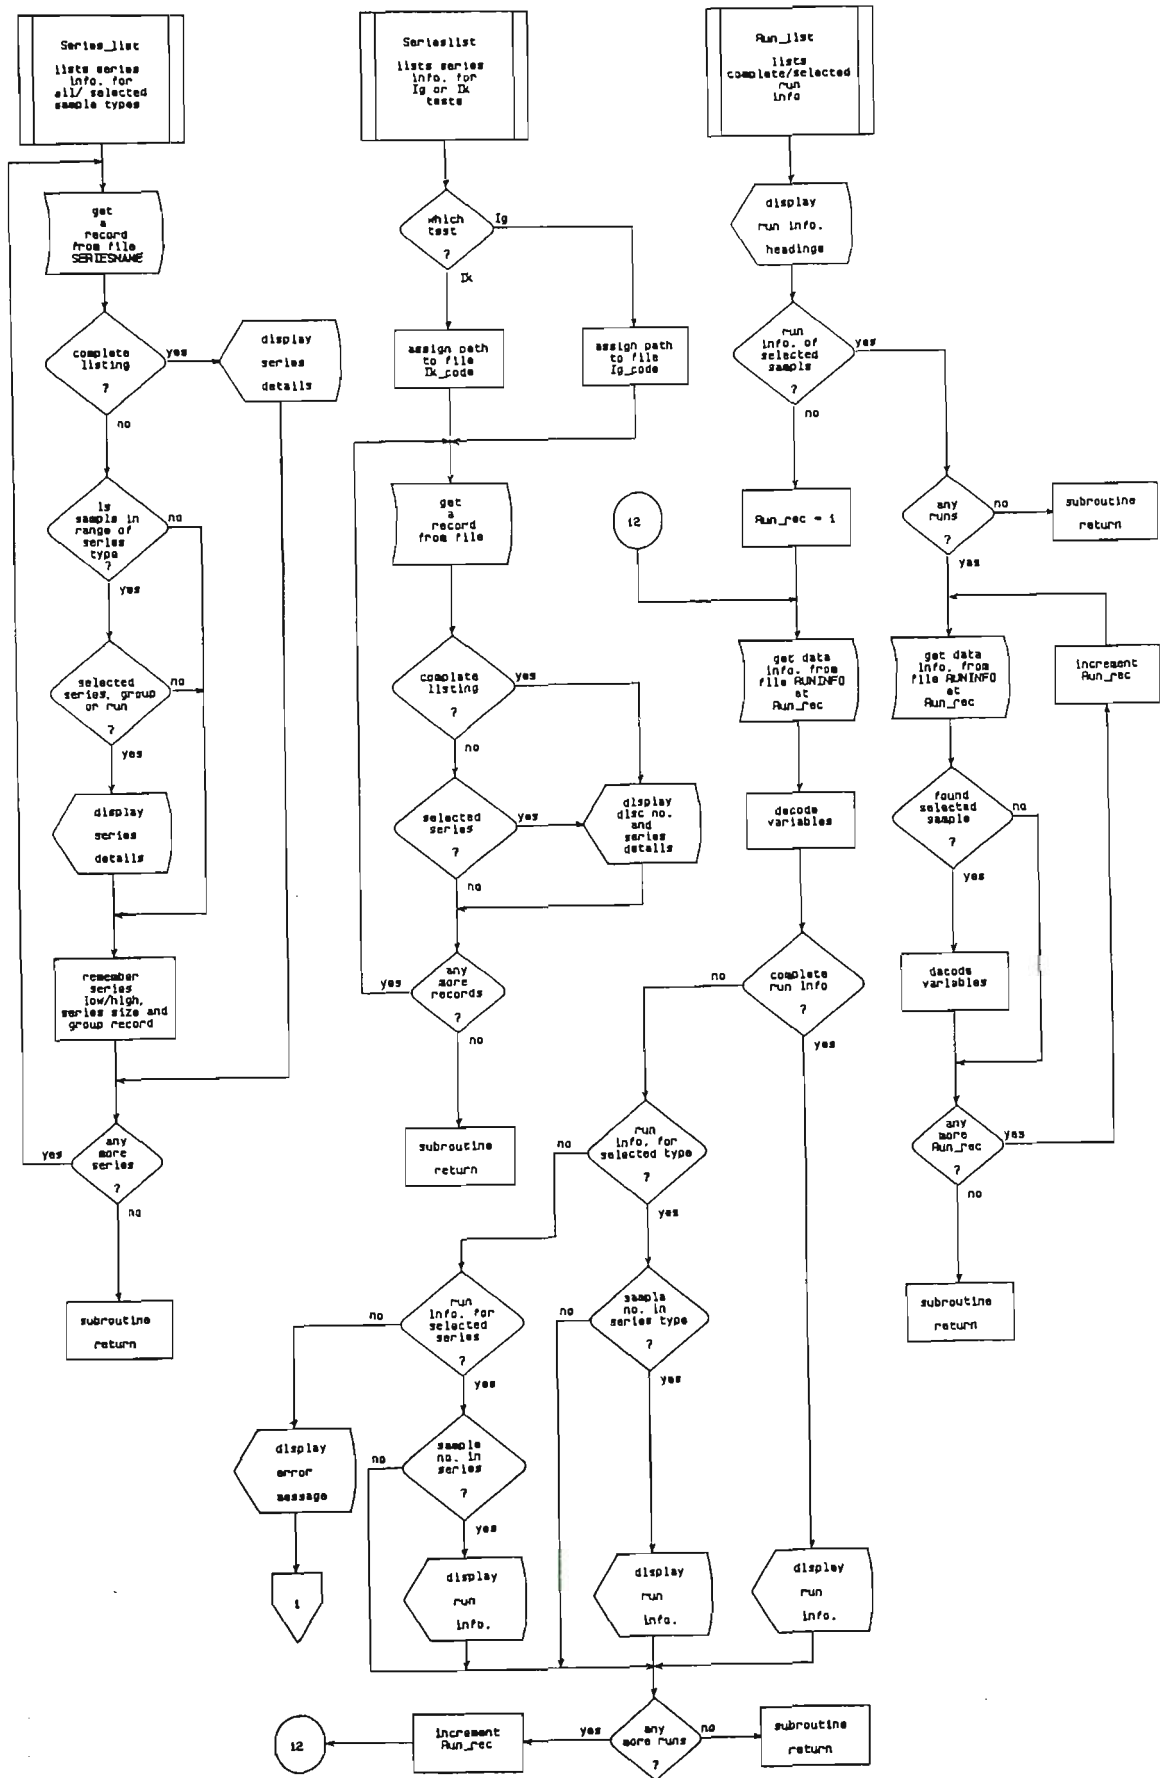 Series_list
lists series
info. for
all/ selected
sample types
get
a
record
from file
SERIESNAME
complete
listing
?
yes
display
series
details
no
is
sample in
range of
series
type
?
no
yes
selected
series, group
or run
?
no
yes
display
series
details
remember
series
low/high,
series size and
group record
any
more
series
?
yes
no
subroutine
return
Serieslist
lists series
info. for
Ig or Ik
tests
which
test
?
Ig
Ik
assign path
to file
Ik_code
assign path
to file
Ig_code
get
a
record
from file
complete
listing
?
yes
no
selected
series
?
yes
display
disc no.
and
series
details
no
any
more
records
?
yes
no
subroutine
return
Run_list
lists
complete/selected
run
info
display
run info.
headings
run
info. of
selected
sample
?
yes
no
12
Run_rec = 1
any
runs
?
no
subroutine
return
yes
get data
info. from
file RUNINFO
at
Run_rec
get data
info. from
file RUNINFO
at
Run_rec
increment
Run_rec
decode
variables
found
selected
sample
?
no
yes
decode
variables
complete
run info
?
no
yes
any
more
Run_rec
?
yes
no
subroutine
return
run
info. for
selected type
?
no
yes
run
info. for
selected
series
?
no
yes
sample
no. in
series type
?
no
yes
display
error
message
1
sample
no. in
series
?
no
yes
display
run
info.
display
run
info.
display
run
info.
any
more runs
?
yes
no
increment
Run_rec
12
subroutine
return